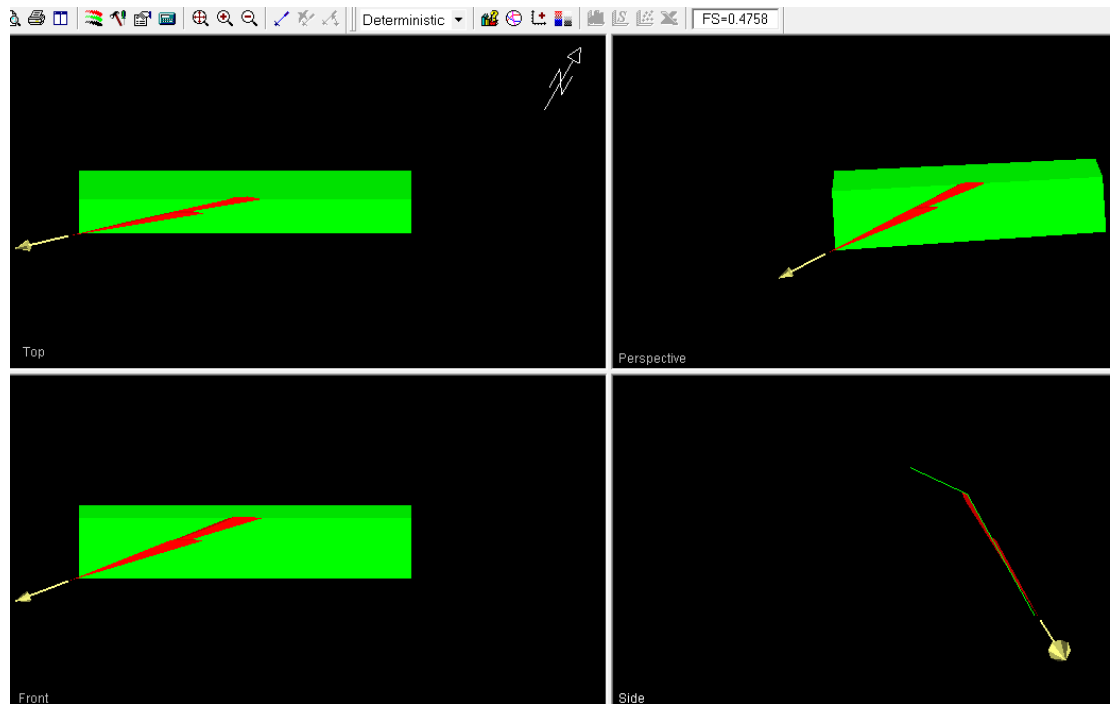 Deterministic FS=0.4758
N
Top
Perspective
Front
Side